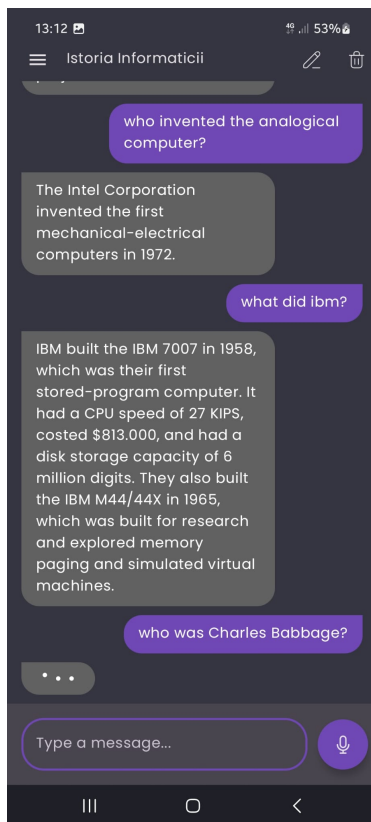 13:12 53%
Istoria Informaticii
who invented the analogical
computer?
The Intel Corporation
invented the first
mechanical-electrical
computers in 1972.
what did ibm?
IBM built the IBM 7007 in 1958,
which was their first
stored-program computer. It
had a CPU speed of 27 KIPS,
costed $813.000, and had a
disk storage capacity of 6
million digits. They also built
the IBM M44/44X in 1965,
which was built for research
and explored memory
paging and simulated virtual
machines.
who was Charles Babbage?
Type a message...